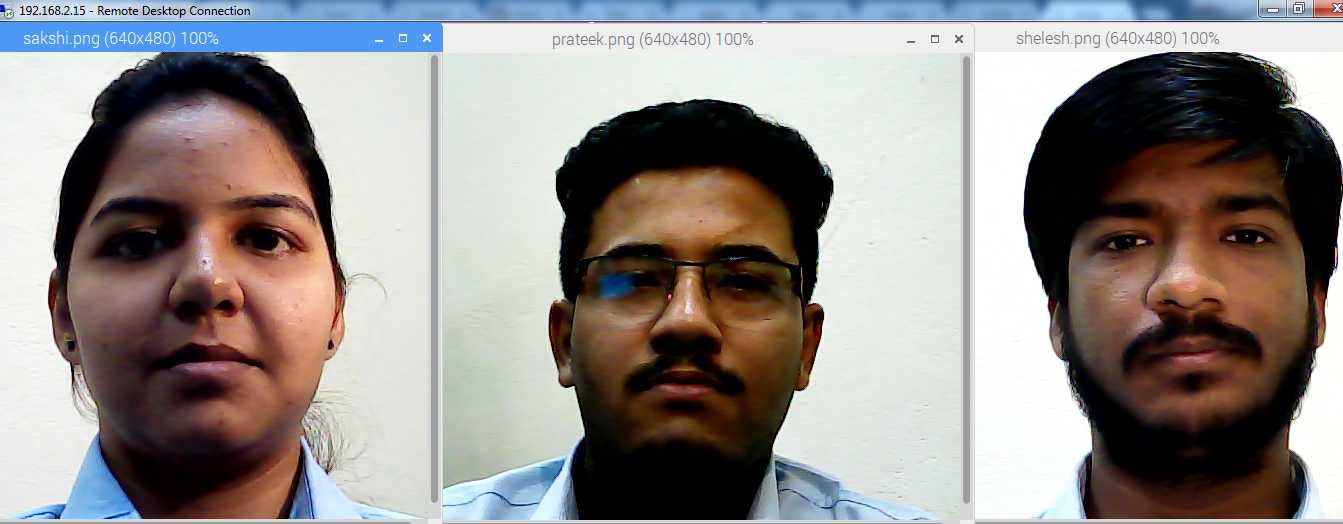 192.168.2.15 - Remote Desktop Connection
sakshi.png (640x480) 100%
prateek.png (640x480) 100%
shelesh.png (640x480) 100%